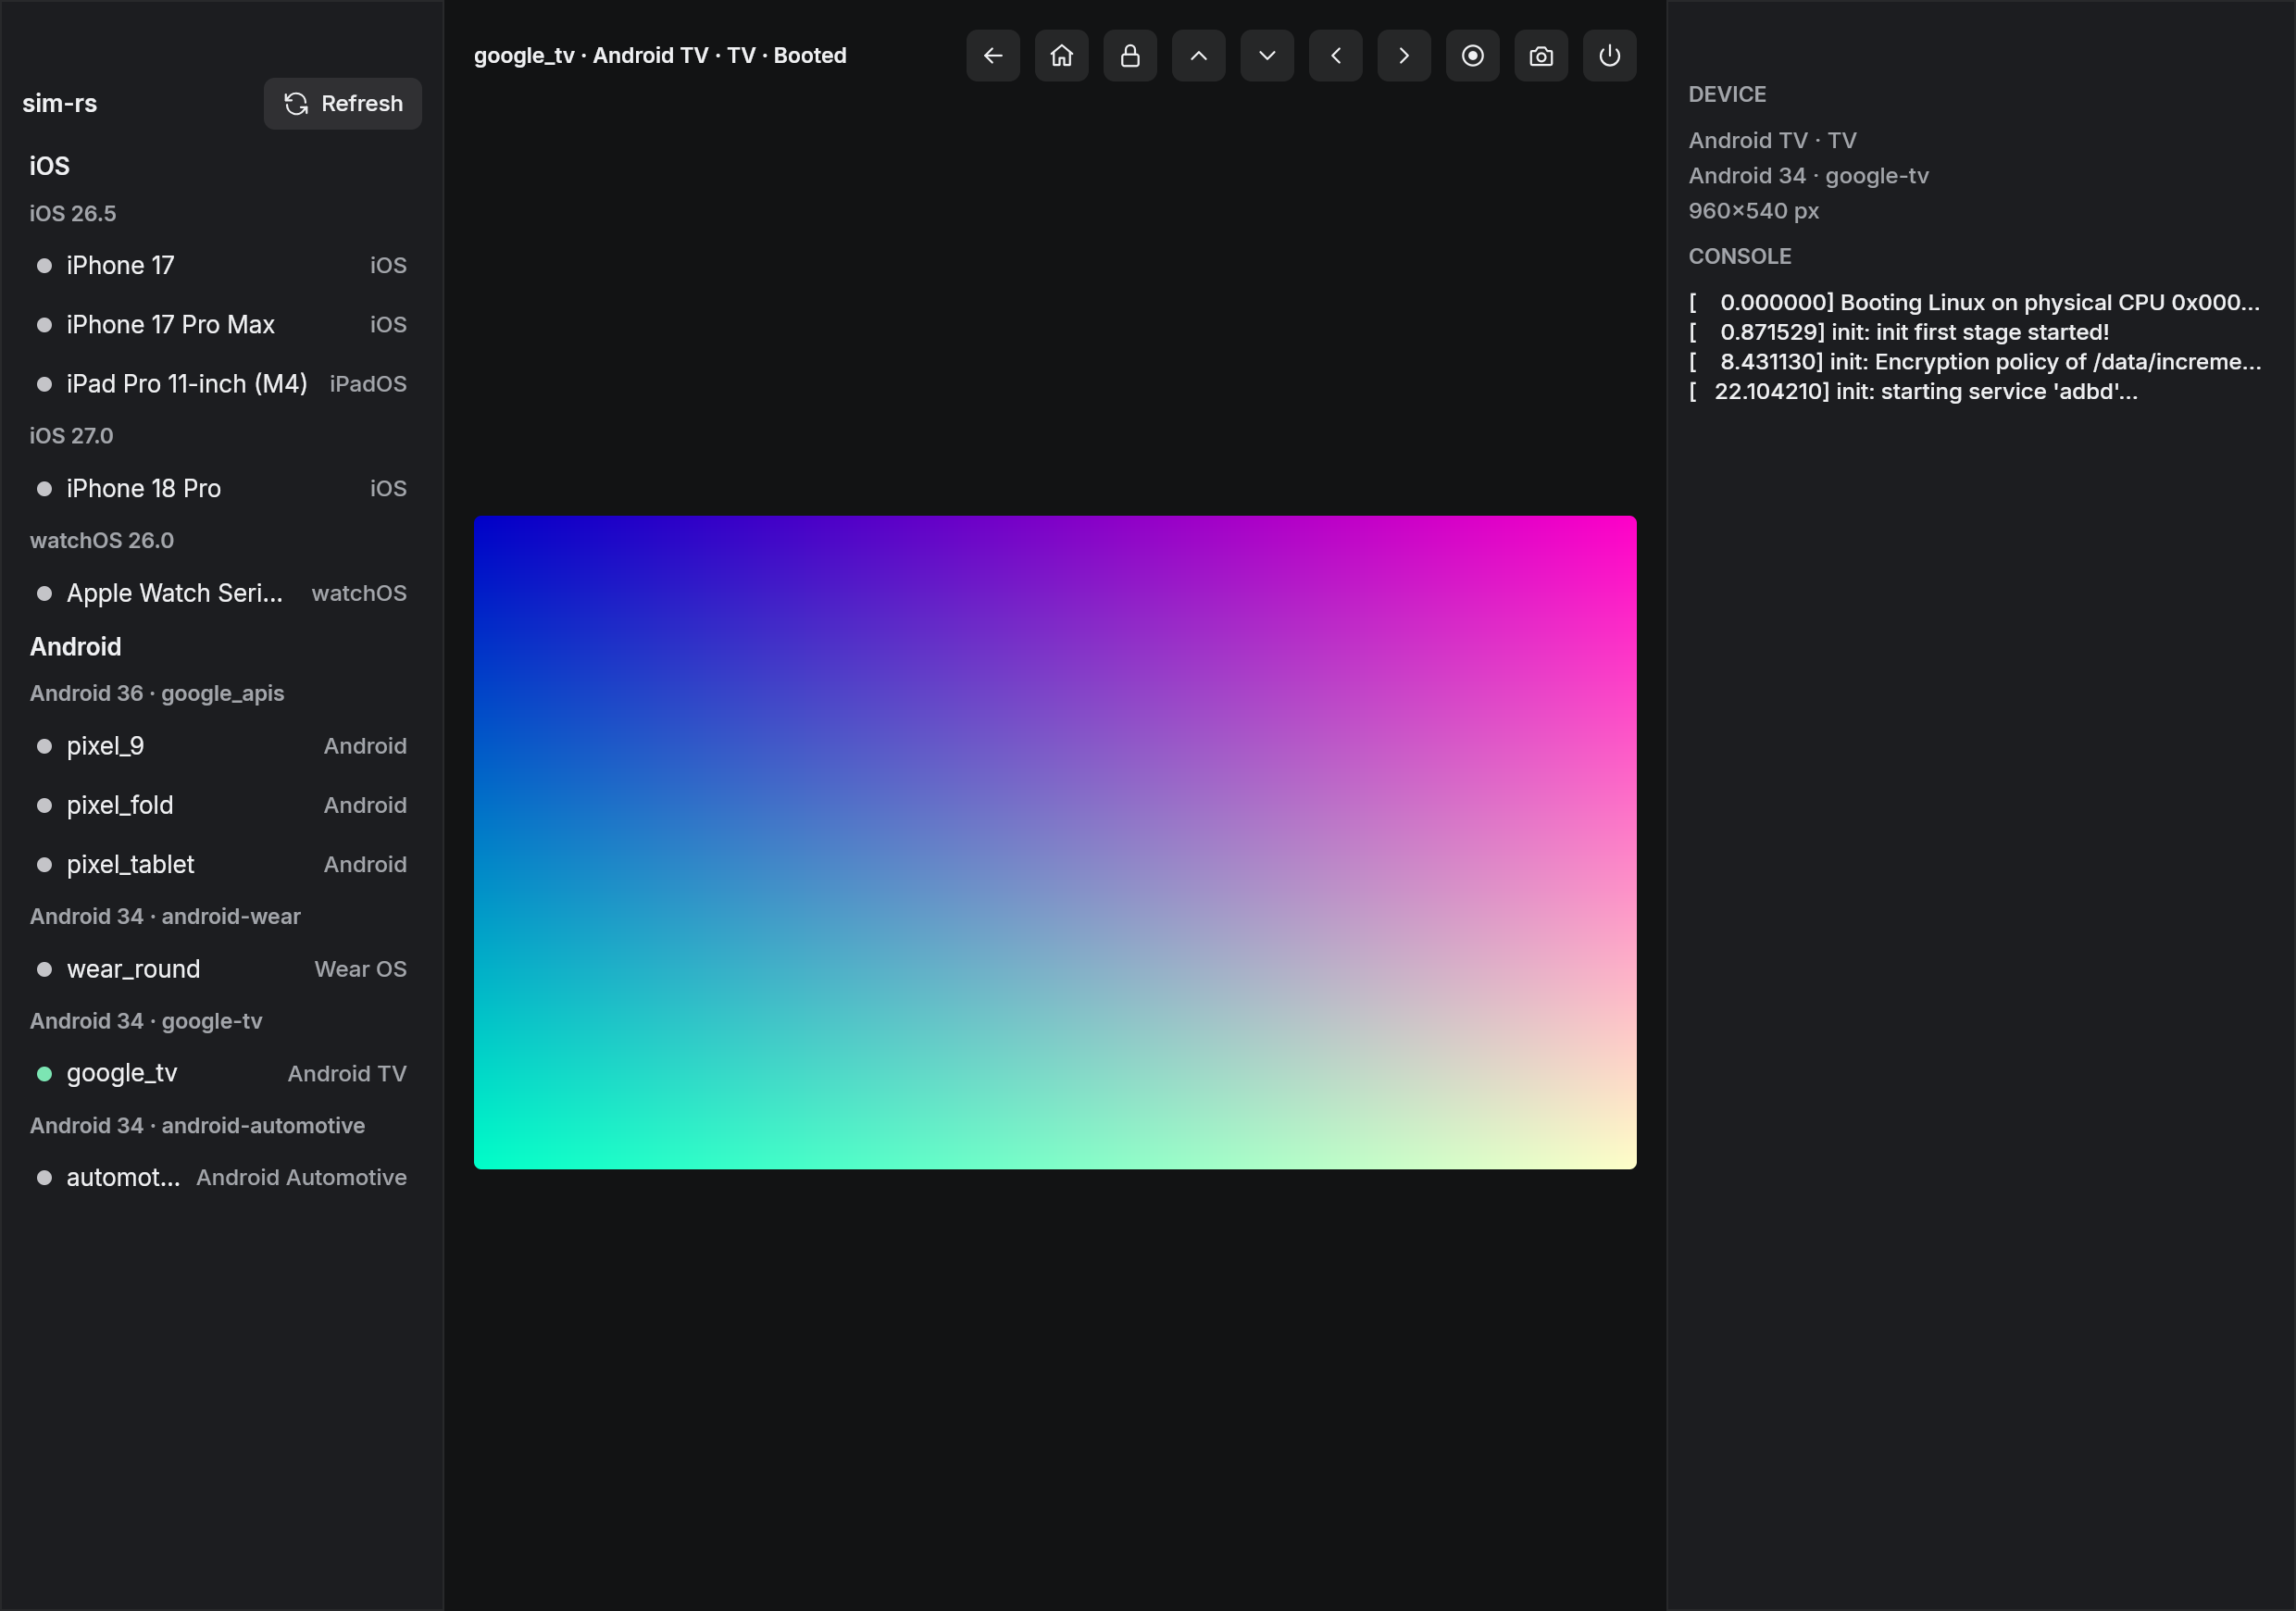 sim-rs
Refresh
iOS
iOS 26.5
iPhone 17 iOS
iPhone 17 Pro Max iOS
iPad Pro 11-inch (M4) iPadOS
iOS 27.0
iPhone 18 Pro iOS
watchOS 26.0
Apple Watch Seri... watchOS
Android
Android 36 · google_apis
pixel_9 Android
pixel_fold Android
pixel_tablet Android
Android 34 · android-wear
wear_round Wear OS
Android 34 · google-tv
google_tv Android TV
Android 34 · android-automotive
automot... Android Automotive
google_tv · Android TV · TV · Booted
DEVICE
Android TV · TV
Android 34 · google-tv
960×540 px
CONSOLE
[    0.000000] Booting Linux on physical CPU 0x000...
[    0.871529] init: init first stage started!
[    8.431130] init: Encryption policy of /data/increme...
[   22.104210] init: starting service 'adbd'...